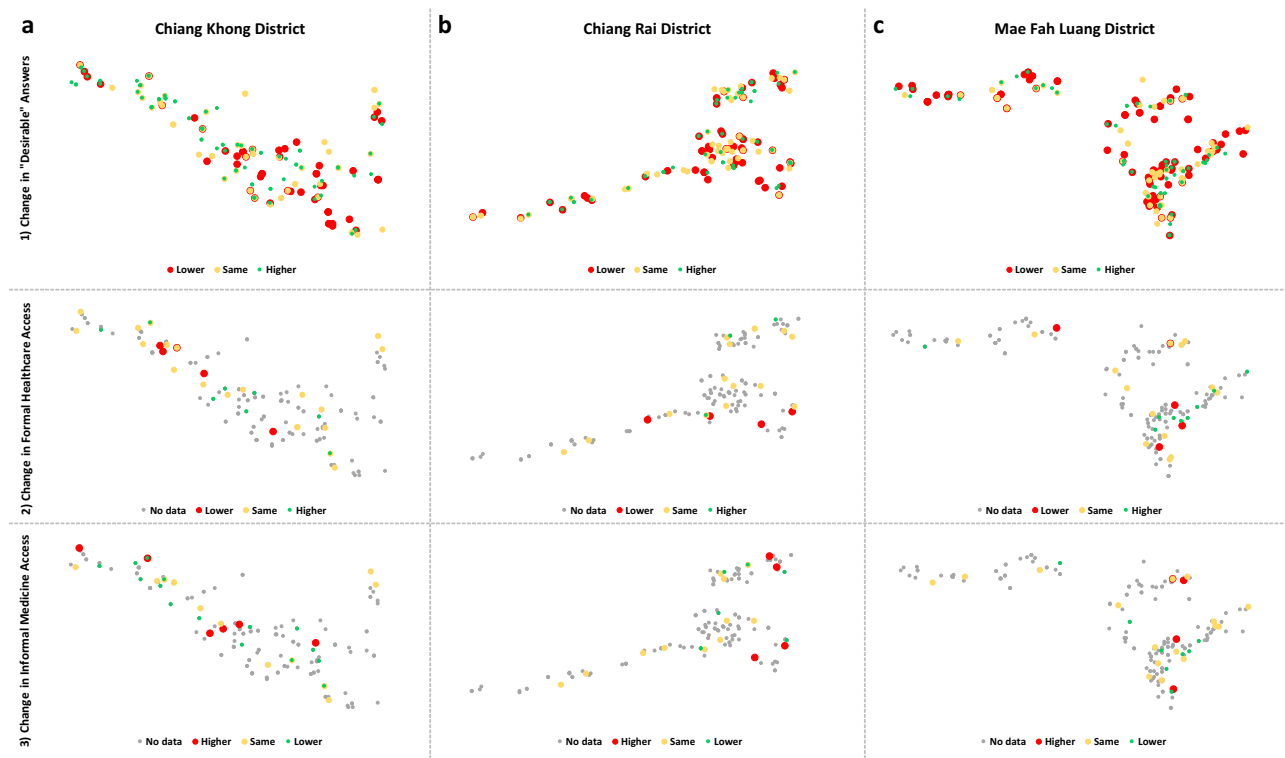 a Chiang Khong District
b Chiang Rai District
c Mae Fah Luang District
1) Change in "Desirable" Answers
Lower Same Higher
Lower Same Higher
Lower Same Higher
2) Change in Formal Healthcare Access
No data Lower Same Higher
No data Lower Same Higher
No data Lower Same Higher
3) Change in Informal Medicine Access
No data Higher Same Lower
No data Higher Same Lower
No data Higher Same Lower